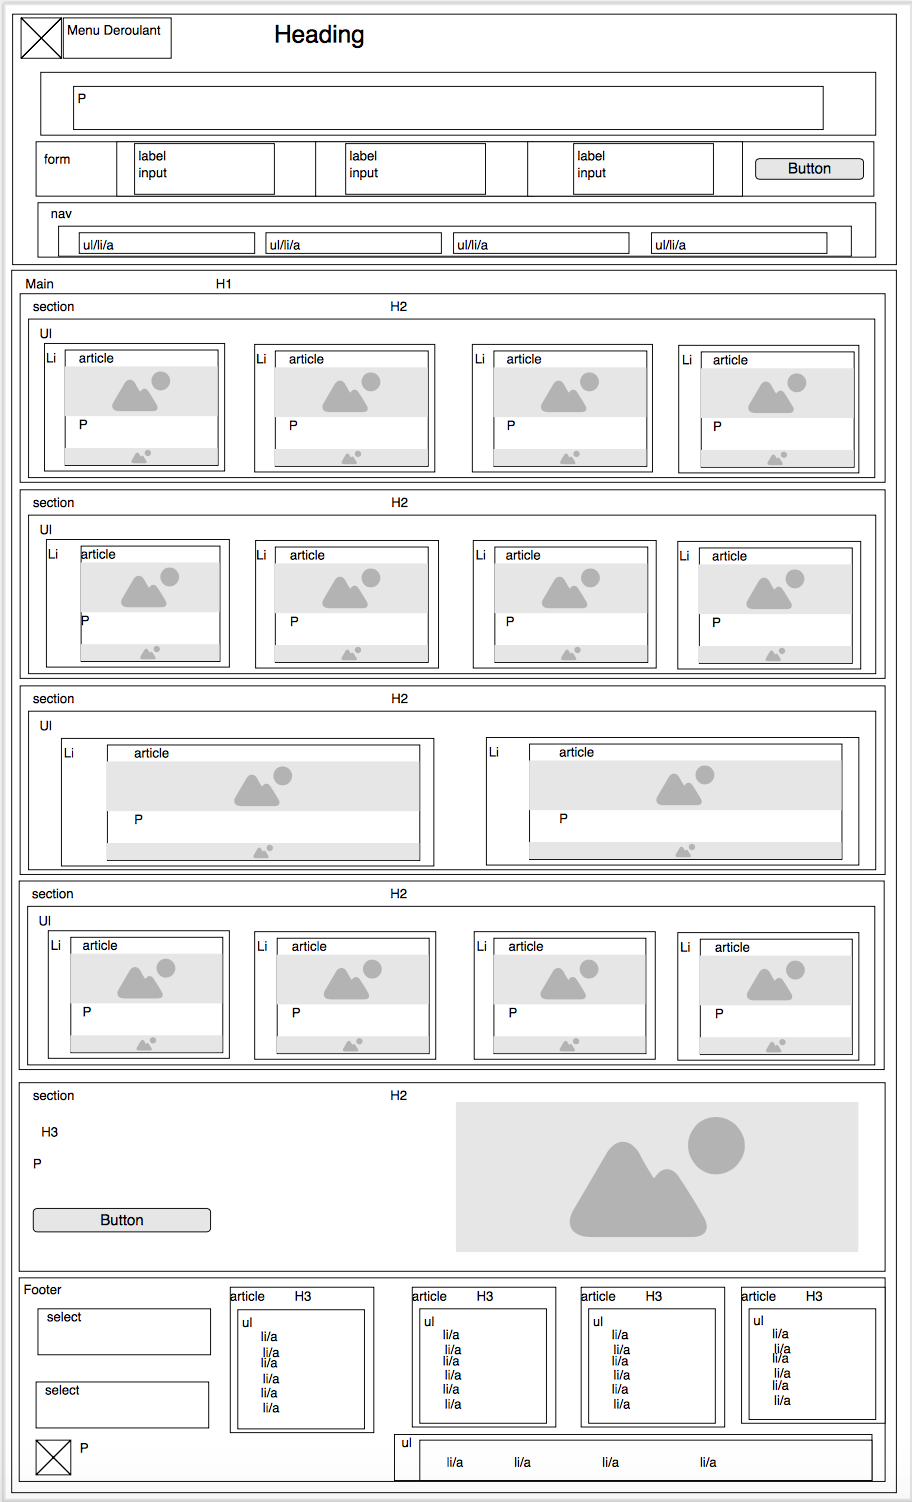 Menu Deroulant
Heading
P
form
label
input
label
input
label
input
Button
nav
ul/li/a
ul/li/a
ul/li/a
ul/li/a
Main
H1
section
H2
Ul
Li
article
P
Li
article
P
Li
article
P
Li
article
P
section
H2
Ul
Li
article
P
Li
article
P
Li
article
P
Li
article
P
section
H2
Ul
Li
article
P
Li
article
P
section
H2
Ul
Li
article
P
Li
article
P
Li
article
P
Li
article
P
section
H2
H3
P
Button
Footer
select
select
P
article
H3
ul
li/a
li/a
li/a
li/a
li/a
li/a
article
H3
ul
li/a
li/a
li/a
li/a
li/a
li/a
article
H3
ul
li/a
li/a
li/a
li/a
li/a
li/a
article
H3
ul
li/a
li/a
li/a
li/a
li/a
li/a
ul
li/a
li/a
li/a
li/a